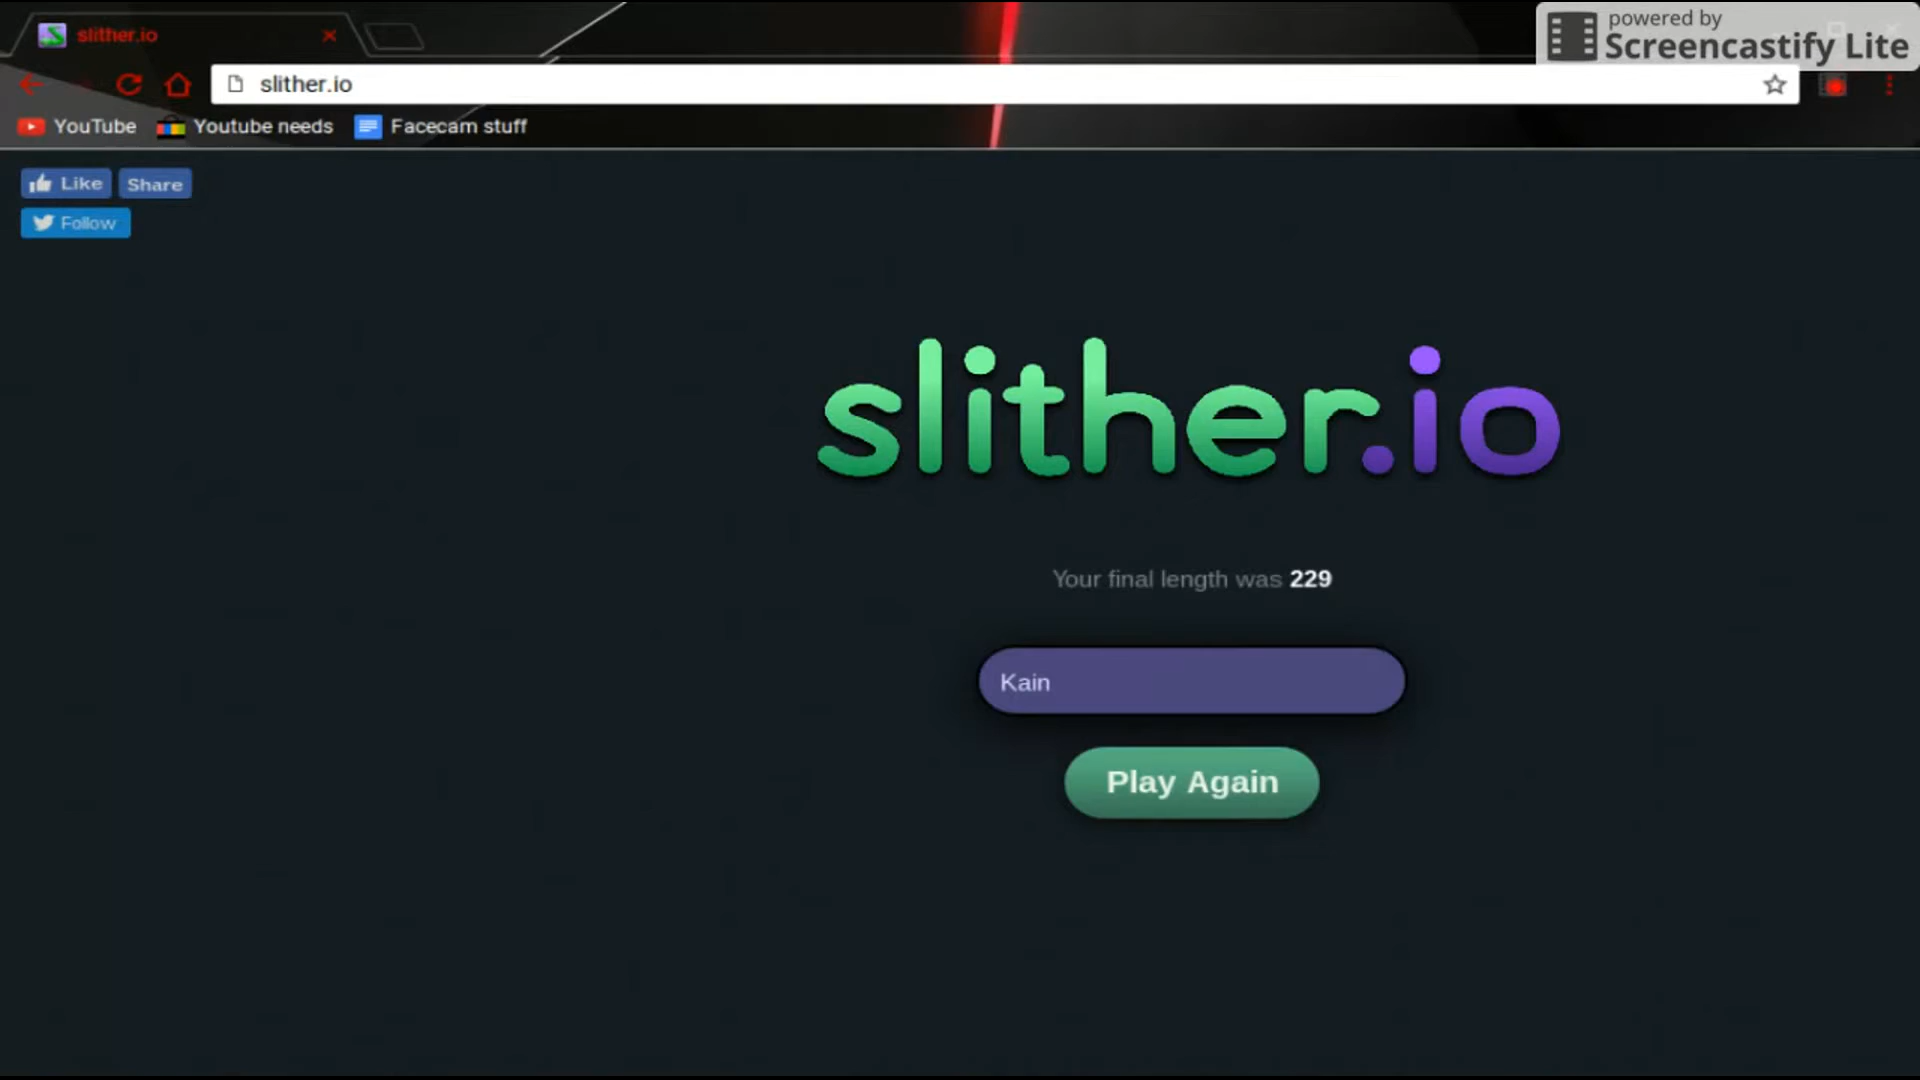 slither.io
powered by
Screencastify Lite
slither.io
YouTube
Youtube needs
Facecam stuff
Like
Share
Follow
slither.io
Your final length was 229
Kain
Play Again